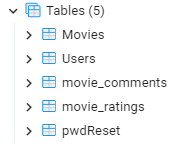 Tables (5)
Movies
Users
movie_comments
movie_ratings
pwdReset